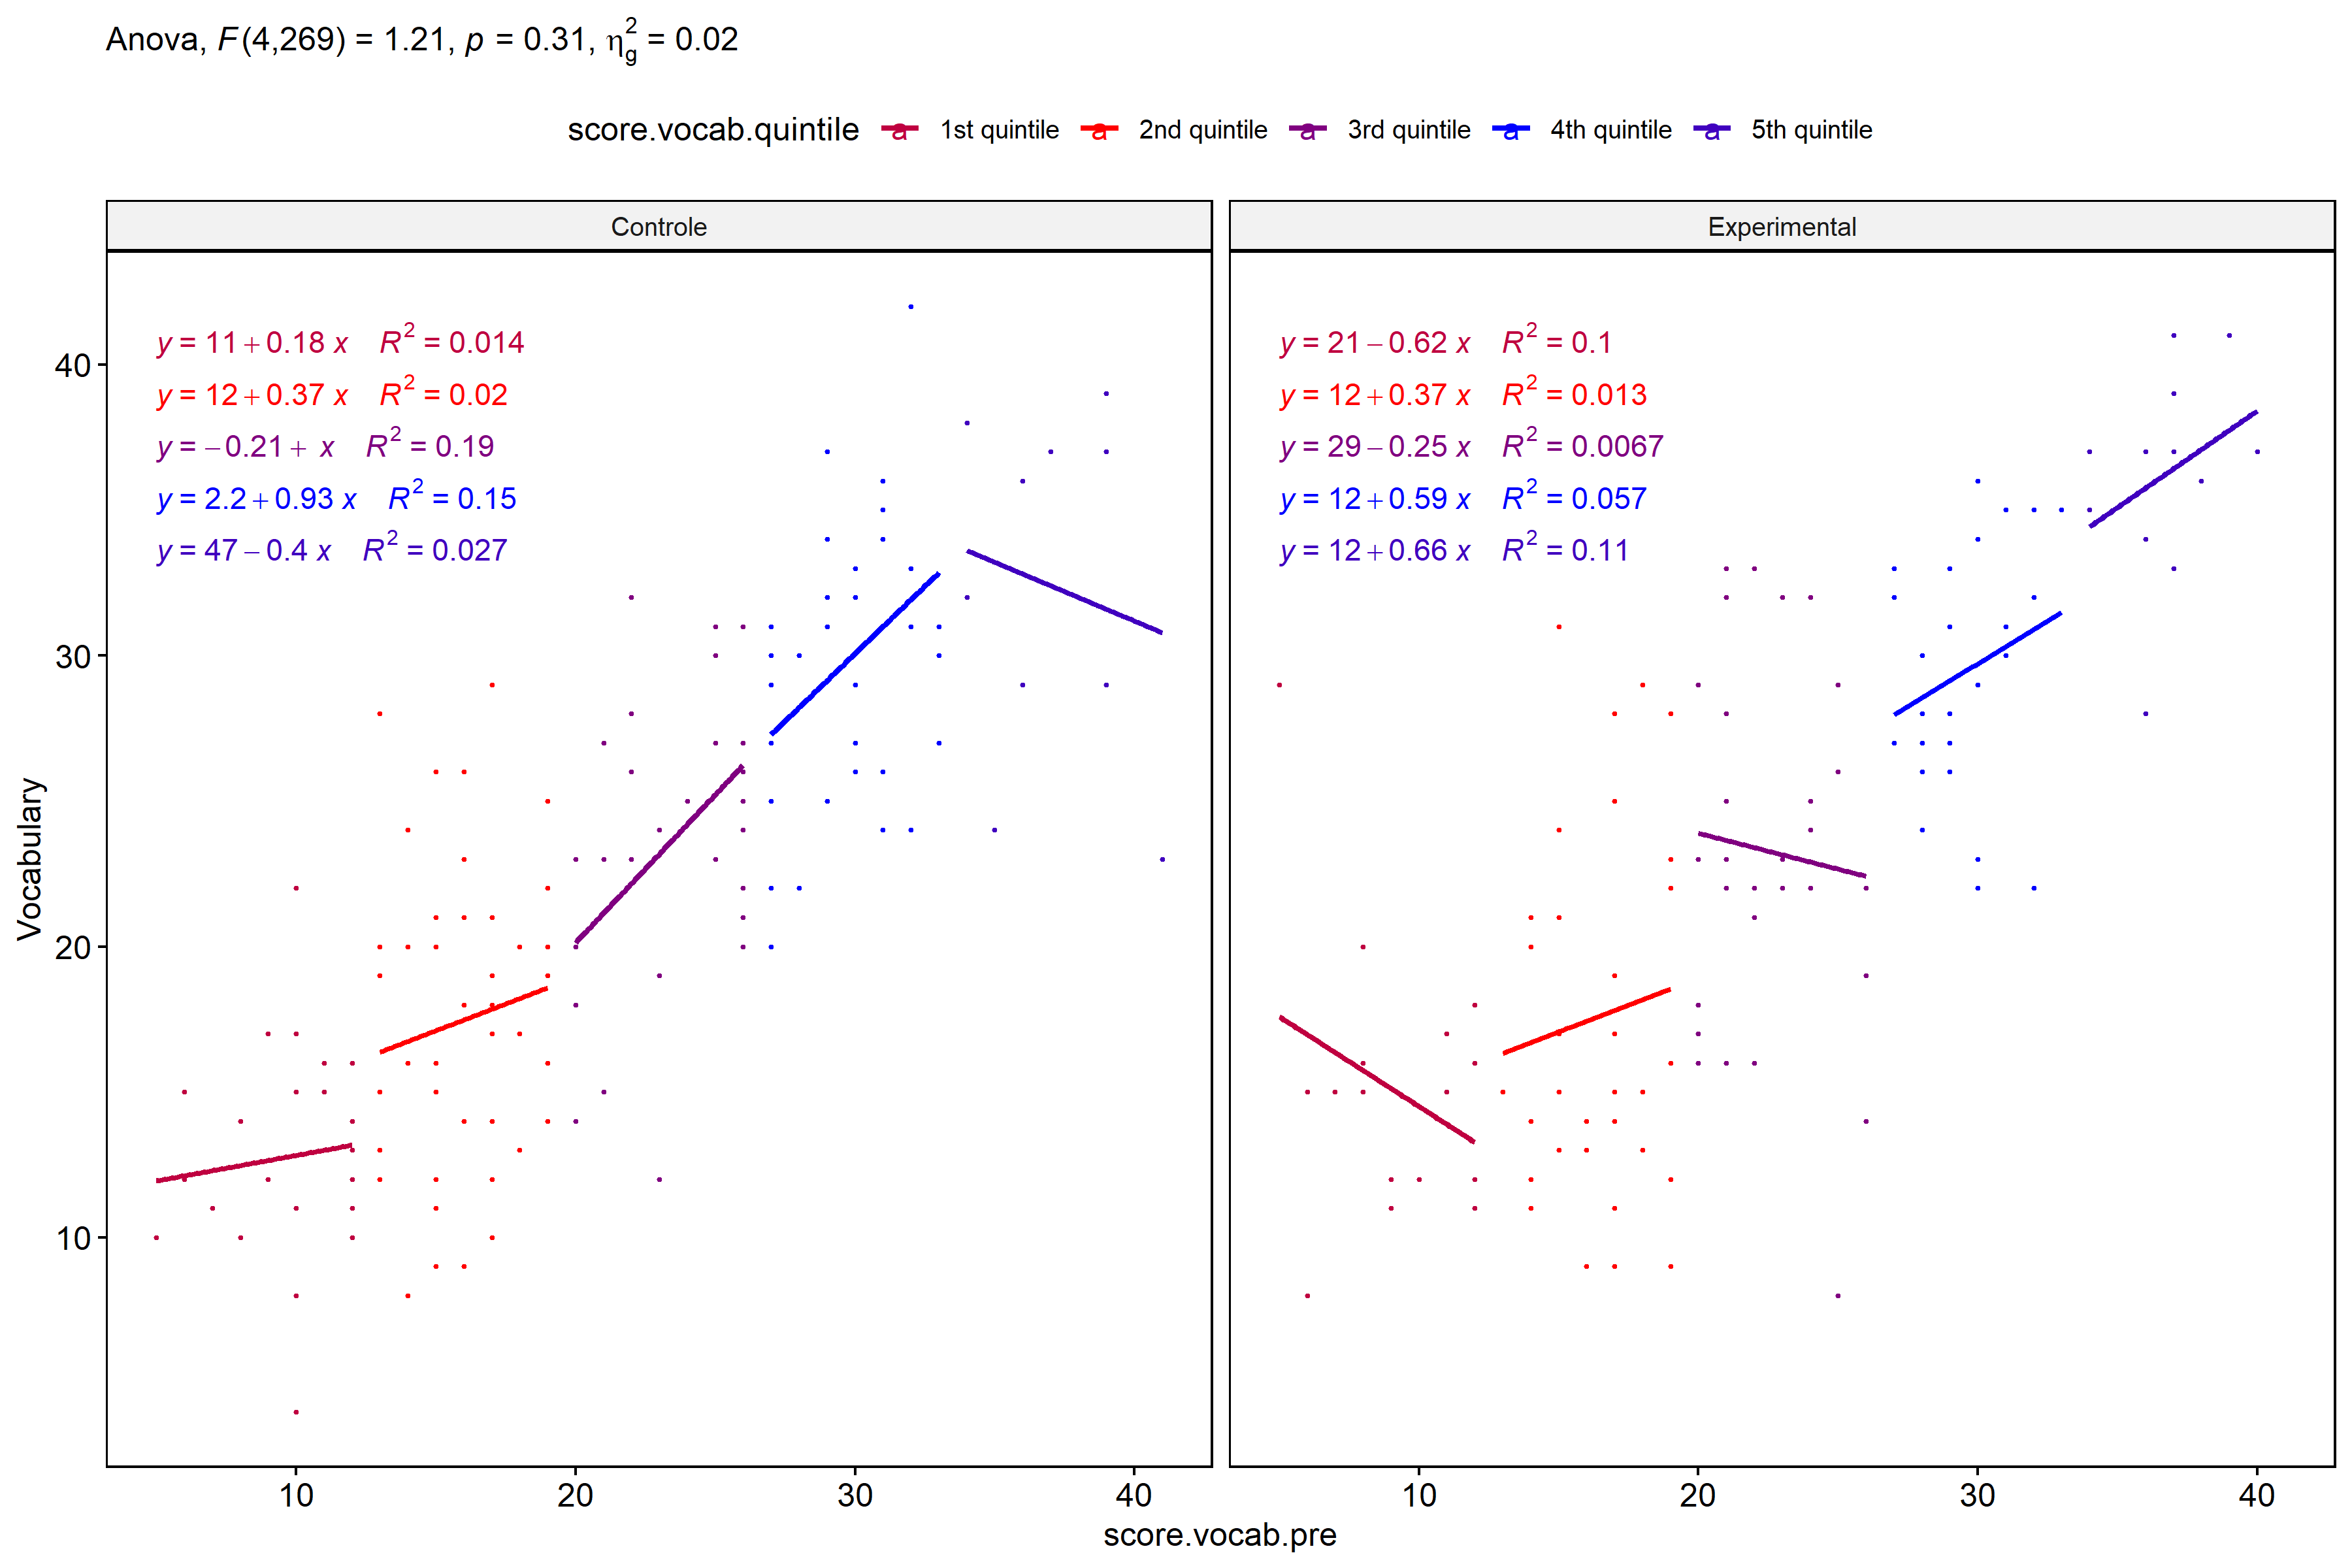 Anova, F(4,269) = 1.21, p = 0.31, η²g = 0.02
score.vocab.quintile a 1st quintile a 2nd quintile a 3rd quintile a 4th quintile a 5th quintile
Controle
Experimental
y = 11 + 0.18 x R² = 0.014
y = 12 + 0.37 x R² = 0.02
y = −0.21 + x R² = 0.19
y = 2.2 + 0.93 x R² = 0.15
y = 47 − 0.4 x R² = 0.027
y = 21 − 0.62 x R² = 0.1
y = 12 + 0.37 x R² = 0.013
y = 29 − 0.25 x R² = 0.0067
y = 12 + 0.59 x R² = 0.057
y = 12 + 0.66 x R² = 0.11
Vocabulary
40
30
20
10
10 20 30 40
10 20 30 40
score.vocab.pre